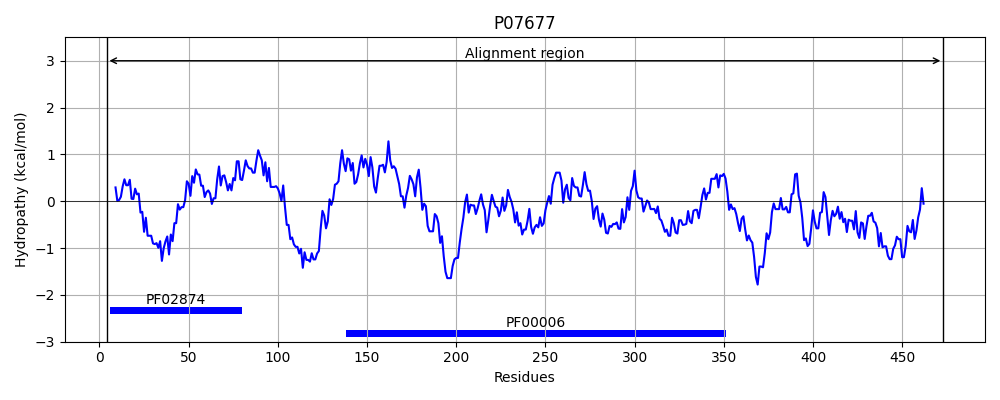 P07677
Alignment region
Hydropathy (kcal/mol)
3
2
1
0
−1
−2
−3
PF02874
PF00006
0 50 100 150 200 250 300 350 400 450
Residues